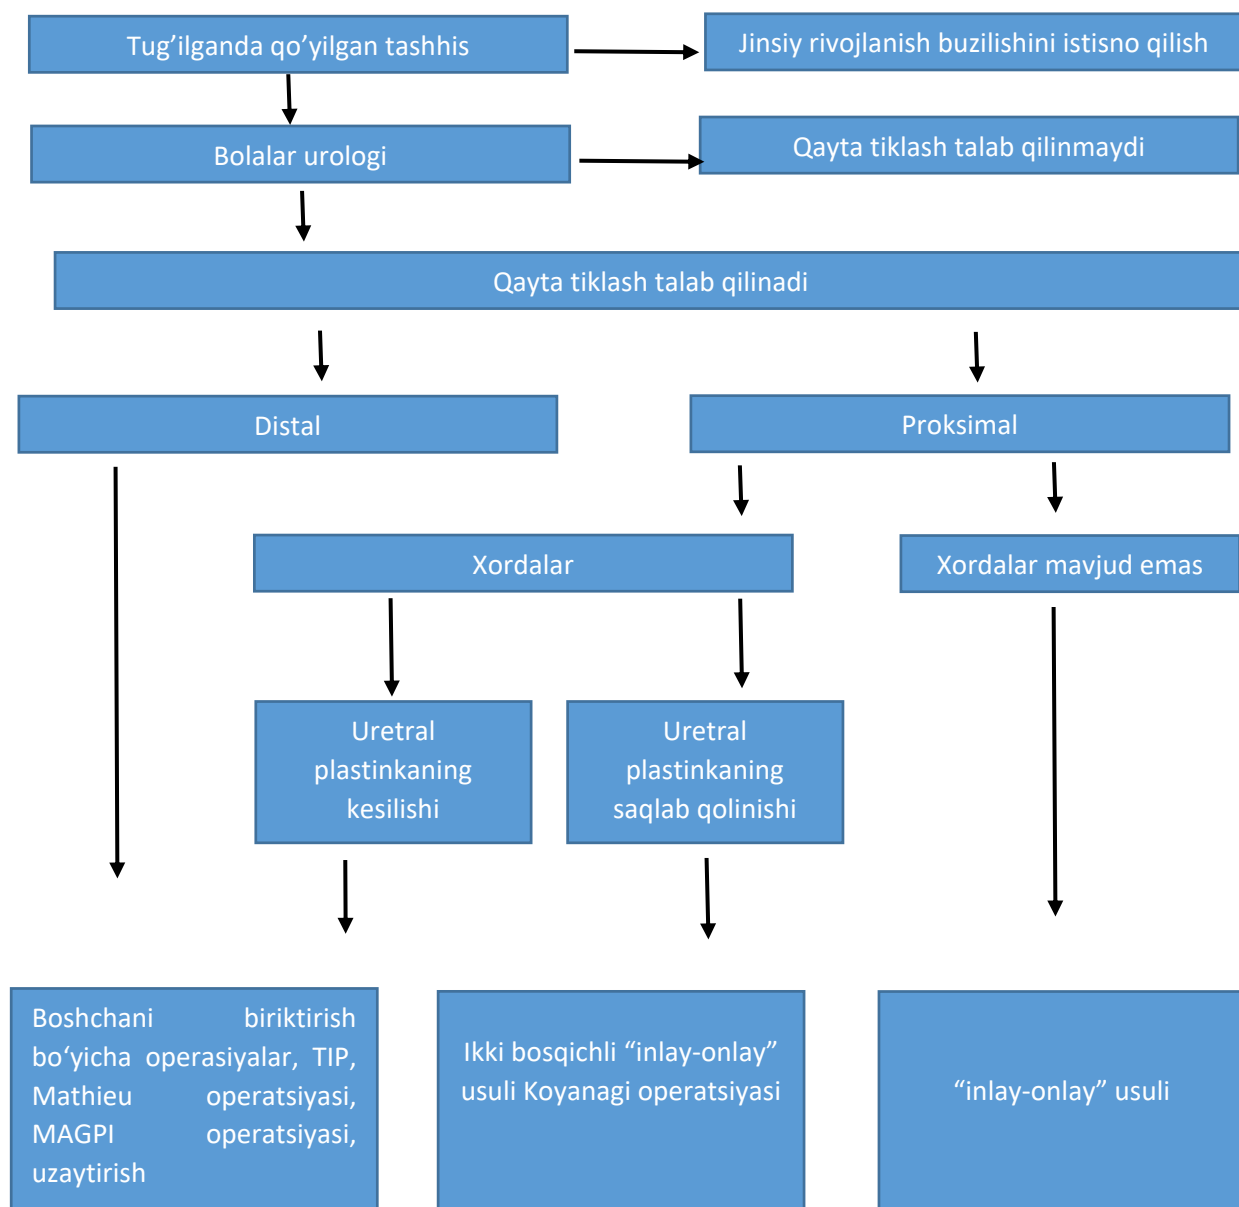 Tug’ilganda qo’yilgan tashhis
Jinsiy rivojlanish buzilishini istisno qilish
Bolalar urologi
Qayta tiklash talab qilinmaydi
Qayta tiklash talab qilinadi
Distal
Proksimal
Xordalar
Xordalar mavjud emas
Uretral
plastinkaning
kesilishi
Uretral
plastinkaning
saqlab qolinishi
Boshchani biriktirish
bo‘yicha operasiyalar, TIP,
Mathieu operatsiyasi,
MAGPI operatsiyasi,
uzaytirish
Ikki bosqichli “inlay-onlay”
usuli Koyanagi operatsiyasi
“inlay-onlay” usuli